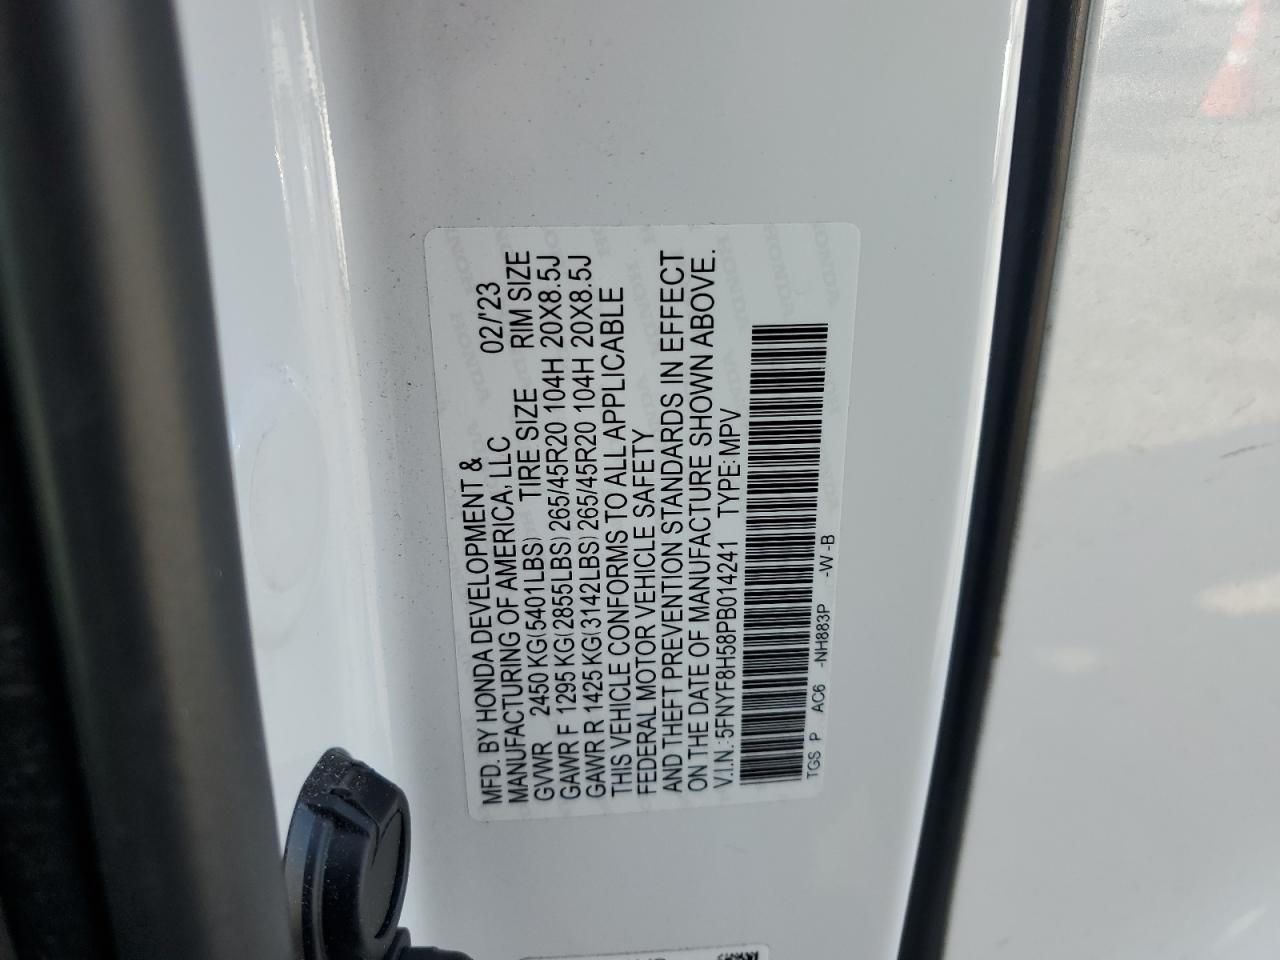 MFD. BY HONDA DEVELOPMENT &
MANUFACTURING OF AMERICA, LLC 02/'23
GVWR 2450 KG(5401LBS) TIRE SIZE RIM SIZE
GAWR F 1295 KG(2855LBS) 265/45R20 104H 20X8.5J
GAWR R 1425 KG(3142LBS) 265/45R20 104H 20X8.5J
THIS VEHICLE CONFORMS TO ALL APPLICABLE
FEDERAL MOTOR VEHICLE SAFETY
AND THEFT PREVENTION STANDARDS IN EFFECT
ON THE DATE OF MANUFACTURE SHOWN ABOVE.
V.I.N.: 5FNYF8H58PB014241 TYPE: MPV
TGS P AC6 -NH883P -W -B